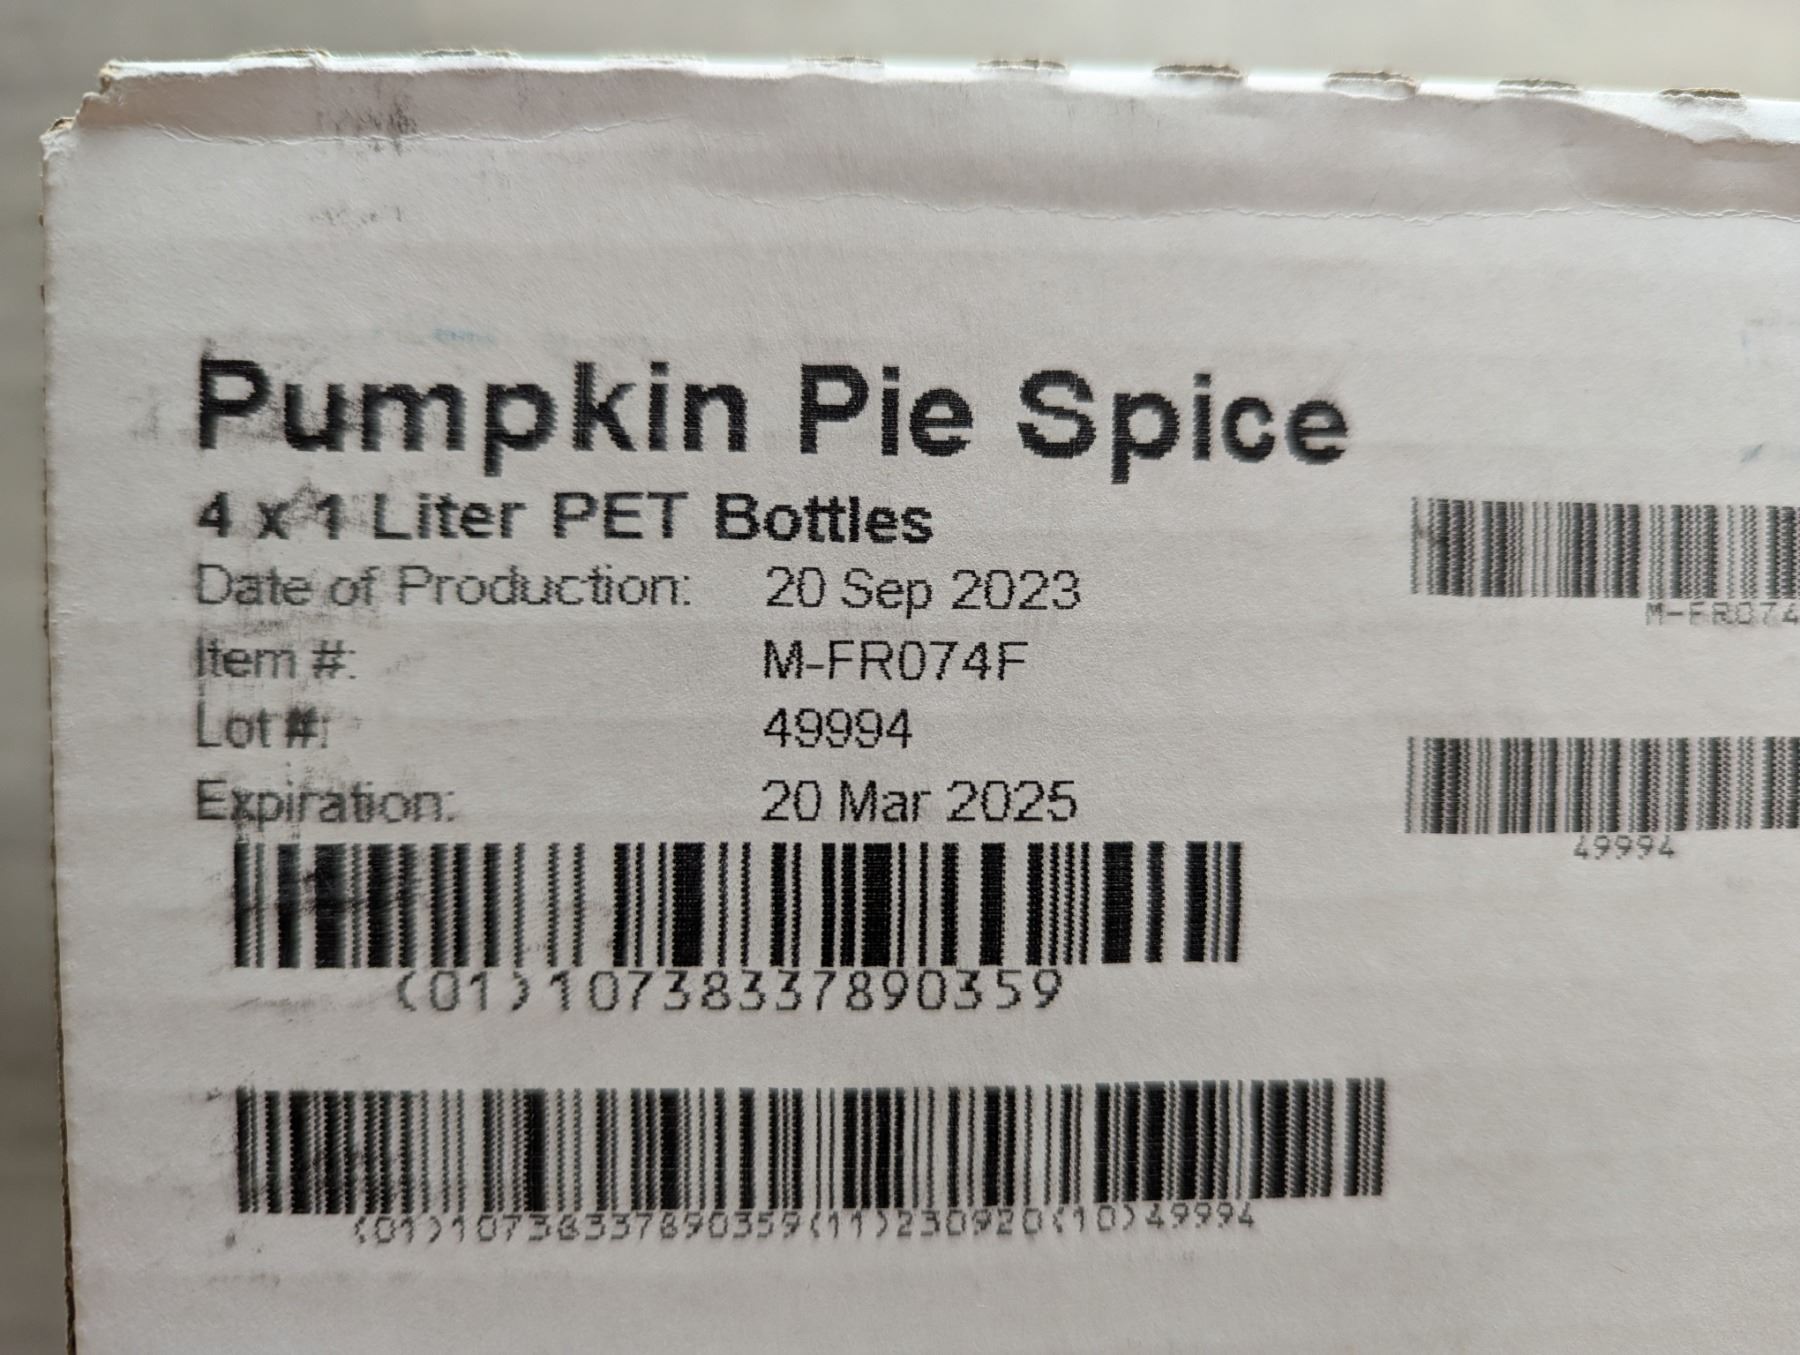 Pumpkin Pie Spice
4 x 1 Liter PET Bottles
Date of Production: 20 Sep 2023
Item #: M-FR074F
Lot #: 49994
Expiration: 20 Mar 2025
(01)10738337890359
(01)10738337890359(11)230920(10)49994
M-FR074
49994